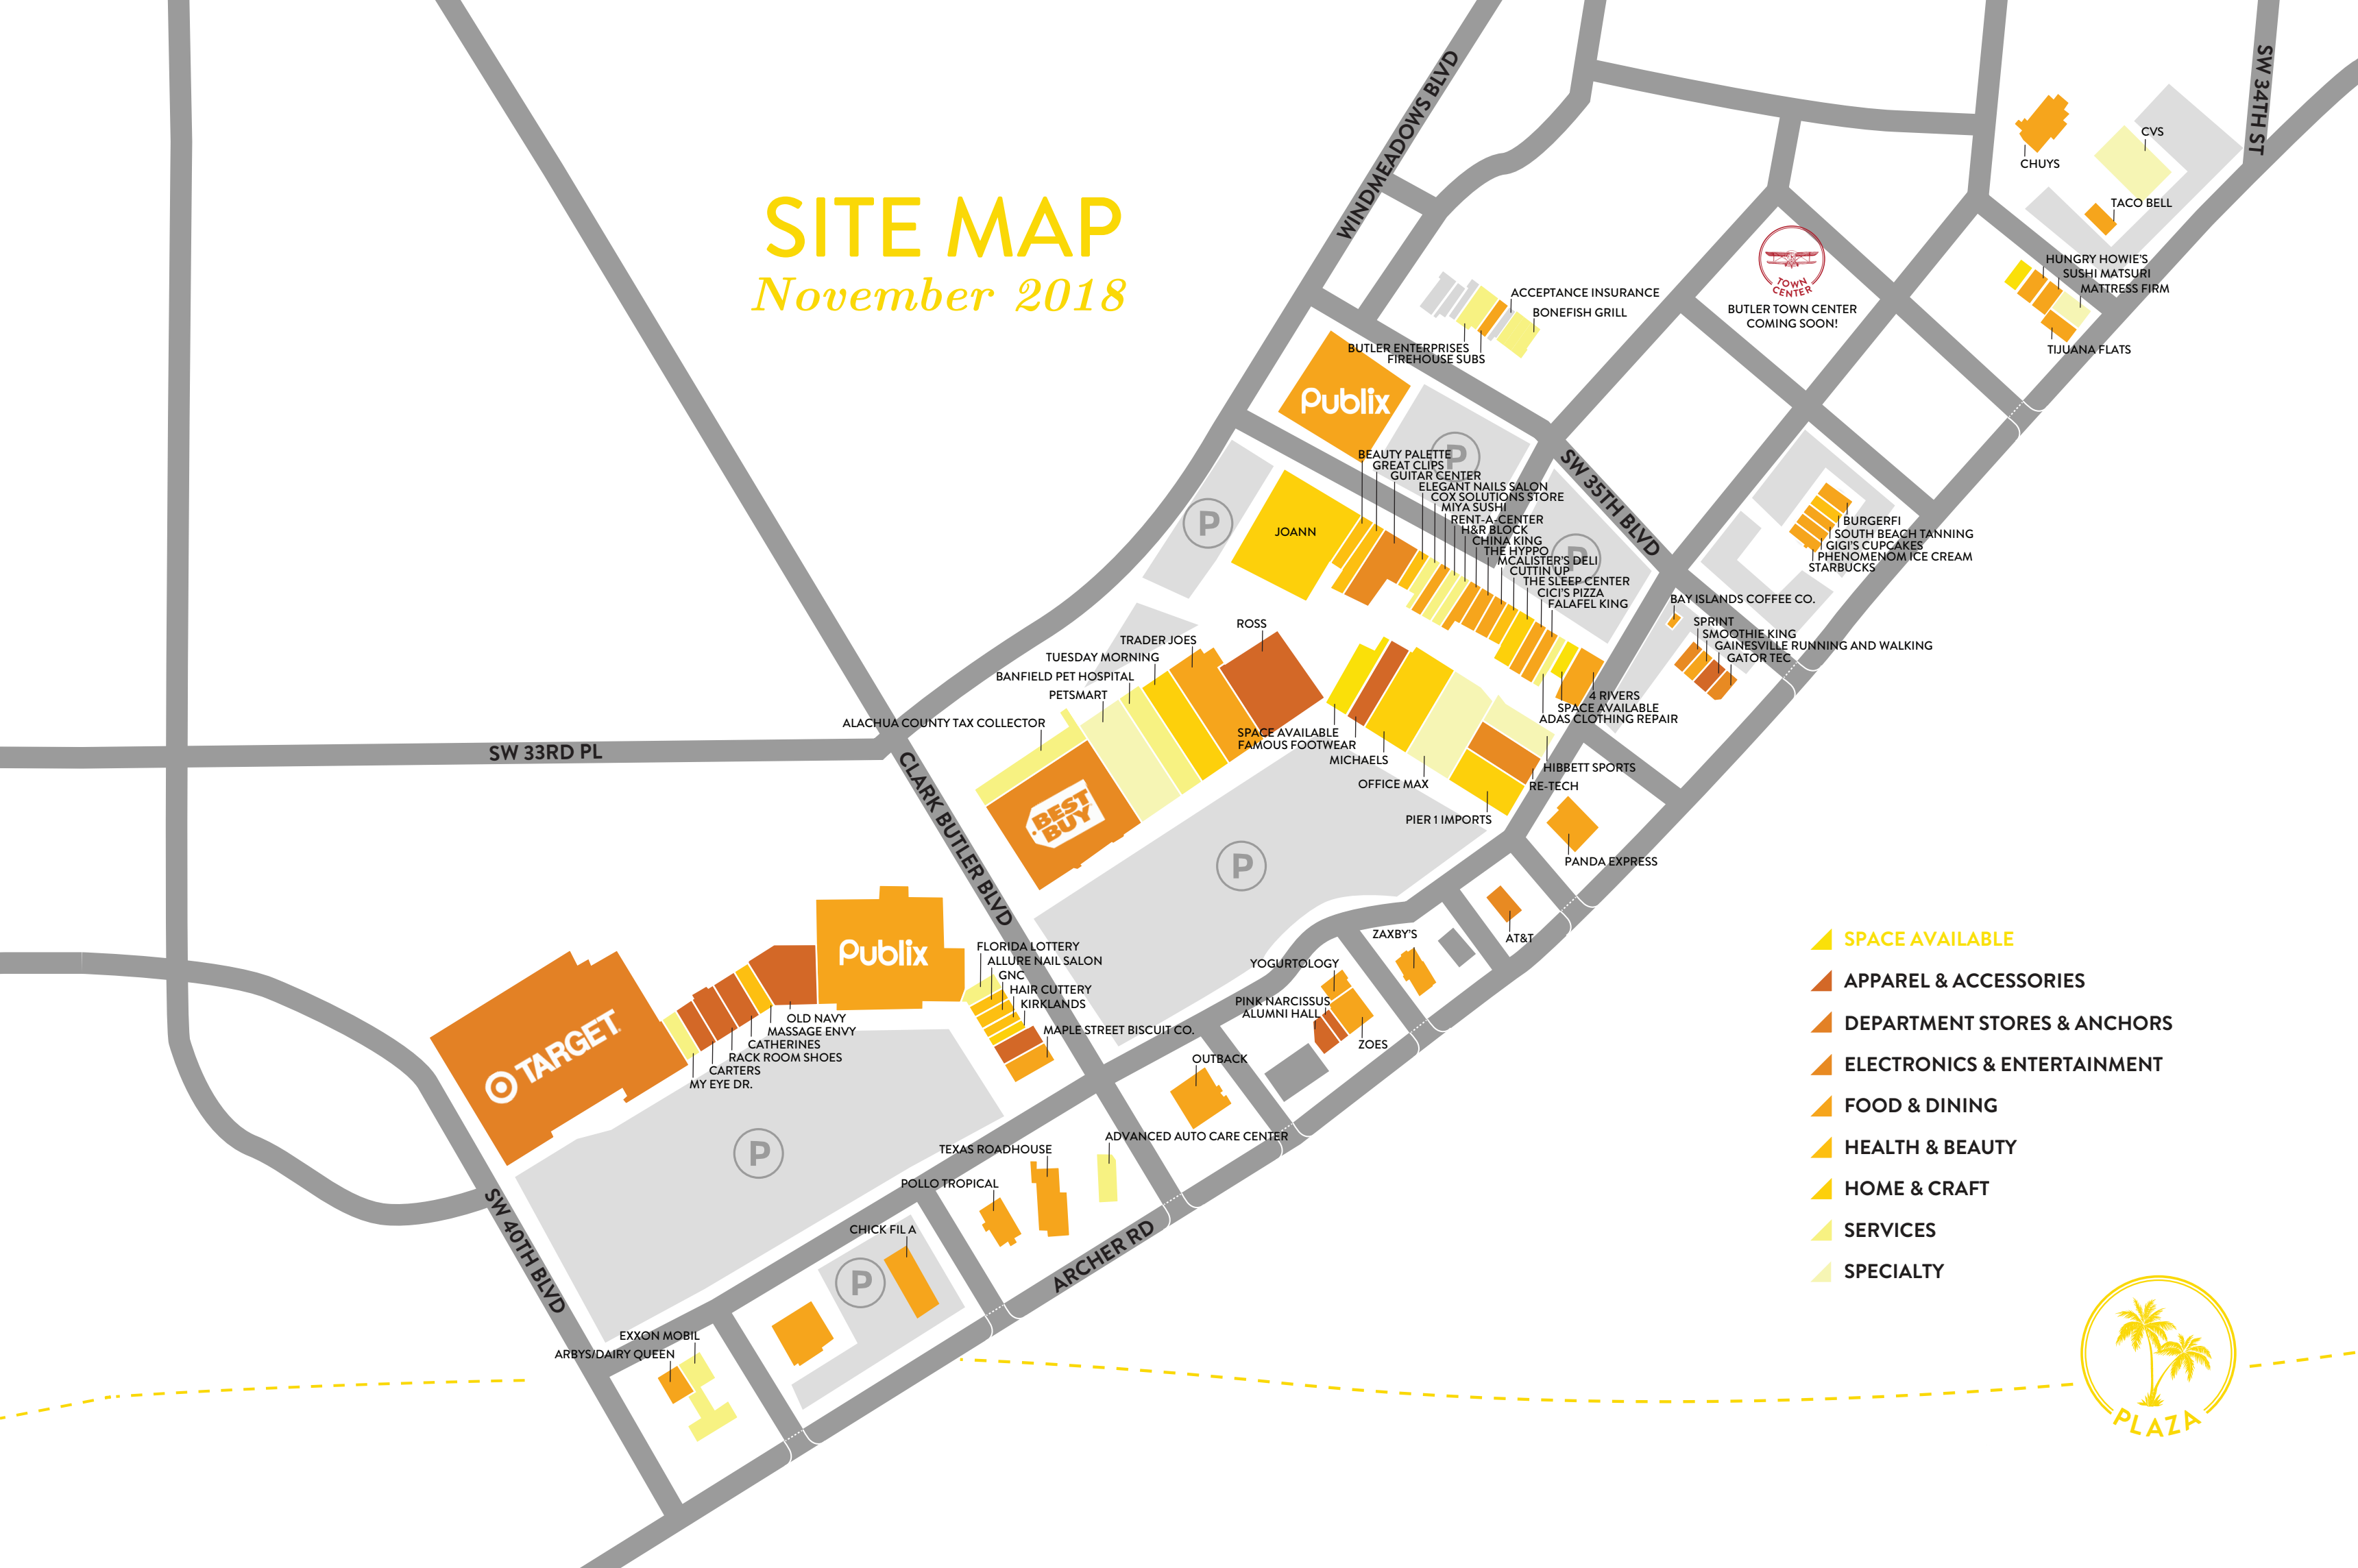 SITE MAP
November 2018
WINDMEADOWS BLVD
SW 34TH ST
CHUYS
CVS
TACO BELL
HUNGRY HOWIE'S
SUSHI MATSURI
MATTRESS FIRM
TIJUANA FLATS
TOWN
CENTER
BUTLER TOWN CENTER
COMING SOON!
ACCEPTANCE INSURANCE
BONEFISH GRILL
BUTLER ENTERPRISES
FIREHOUSE SUBS
Publix
P
BEAUTY PALETTE
GREAT CLIPS
GUITAR CENTER
ELEGANT NAILS SALON
COX SOLUTIONS STORE
MIYA SUSHI
RENT-A-CENTER
H&R BLOCK
CHINA KING
THE HYPPO
MCALISTER'S DELI
CUTTIN UP
THE SLEEP CENTER
CICI'S PIZZA
FALAFEL KING
P
SW 35TH BLVD
P
JOANN
BURGERFI
SOUTH BEACH TANNING
GIGI'S CUPCAKES
PHENOMENOM ICE CREAM
STARBUCKS
BAY ISLANDS COFFEE CO.
SPRINT
SMOOTHIE KING
GAINESVILLE RUNNING AND WALKING
GATOR TEC
4 RIVERS
SPACE AVAILABLE
ADAS CLOTHING REPAIR
ROSS
TRADER JOES
TUESDAY MORNING
BANFIELD PET HOSPITAL
PETSMART
ALACHUA COUNTY TAX COLLECTOR
SPACE AVAILABLE
FAMOUS FOOTWEAR
MICHAELS
OFFICE MAX
HIBBETT SPORTS
RE-TECH
PIER 1 IMPORTS
SW 33RD PL
CLARK BUTLER BLVD
BEST
BUY
P
PANDA EXPRESS
AT&T
ZAXBY'S
YOGURTOLOGY
PINK NARCISSUS
ALUMNI HALL
ZOES
OUTBACK
Publix
FLORIDA LOTTERY
ALLURE NAIL SALON
GNC
HAIR CUTTERY
KIRKLANDS
MAPLE STREET BISCUIT CO.
TARGET
OLD NAVY
MASSAGE ENVY
CATHERINES
RACK ROOM SHOES
CARTERS
MY EYE DR.
P
ADVANCED AUTO CARE CENTER
TEXAS ROADHOUSE
POLLO TROPICAL
CHICK FIL A
P
ARCHER RD
SW 40TH BLVD
EXXON MOBIL
ARBYS/DAIRY QUEEN
SPACE AVAILABLE
APPAREL & ACCESSORIES
DEPARTMENT STORES & ANCHORS
ELECTRONICS & ENTERTAINMENT
FOOD & DINING
HEALTH & BEAUTY
HOME & CRAFT
SERVICES
SPECIALTY
PLAZA